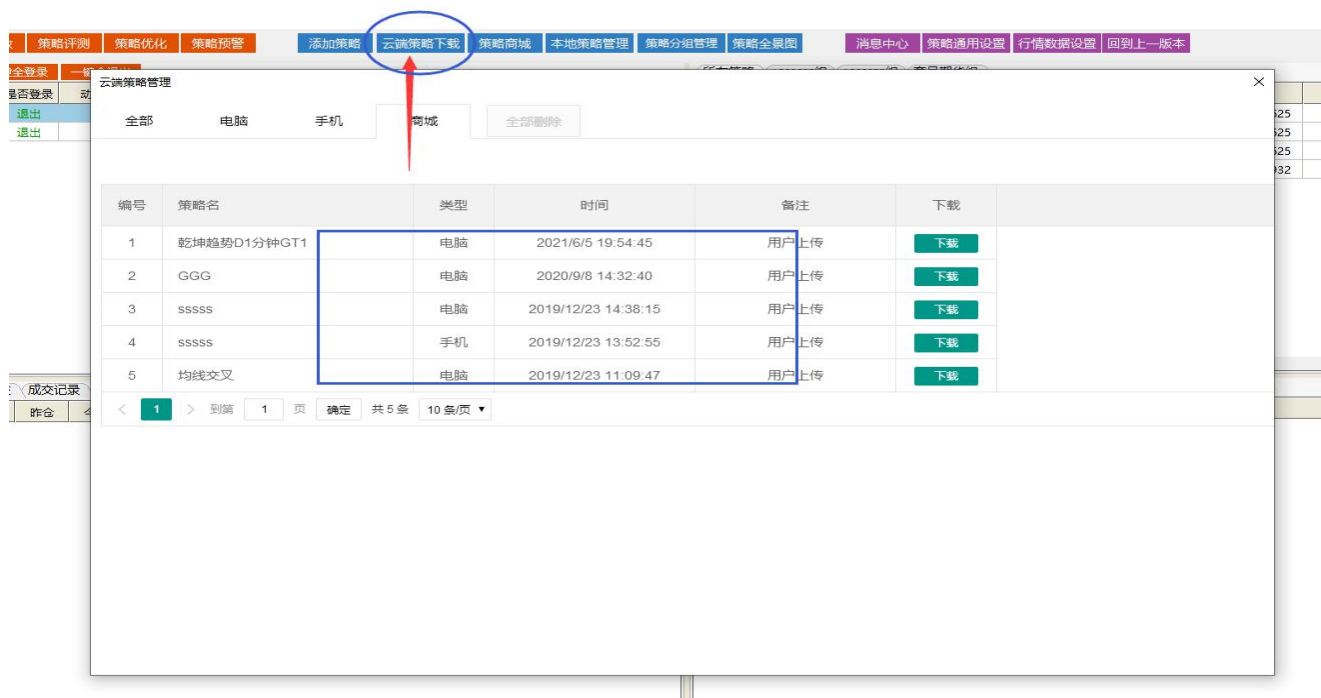 策略评测 策略优化 策略预警 添加策略 云端策略下载 策略商城 本地策略管理 策略分组管理 策略全景图 消息中心 策略通用设置 行情数据设置 回到上一版本
全登录
云端策略管理
是否登录
全部 电脑 手机 商城 全部删除
退出
退出
编号 策略名 类型 时间 备注 下载
1 乾坤趋势D1分钟GT1 电脑 2021/6/5 19:54:45 用户上传 下载
2 GGG 电脑 2020/9/8 14:32:40 用户上传 下载
3 sssss 电脑 2019/12/23 14:38:15 用户上传 下载
4 sssss 手机 2019/12/23 13:52:55 用户上传 下载
5 均线交叉 电脑 2019/12/23 11:09:47 用户上传 下载
成交记录
昨仓
1 到第 1 页 确定 共 5 条 10 条/页